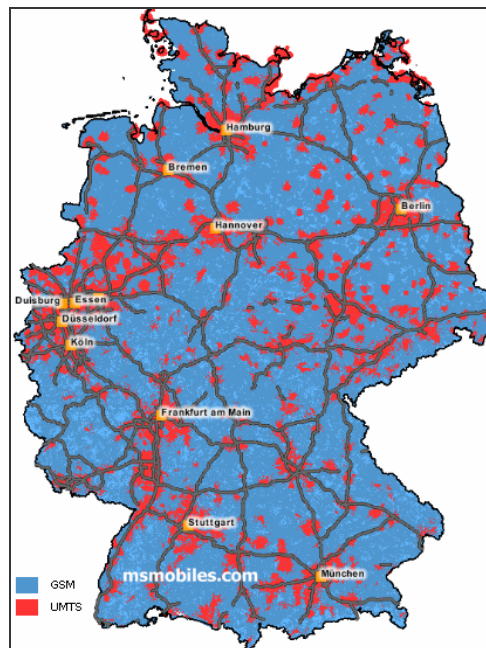 Hamburg
Bremen
Berlin
Hannover
Duisburg
Essen
Düsseldorf
Köln
Frankfurt am Main
Stuttgart
msmobiles.com
München
GSM
UMTS